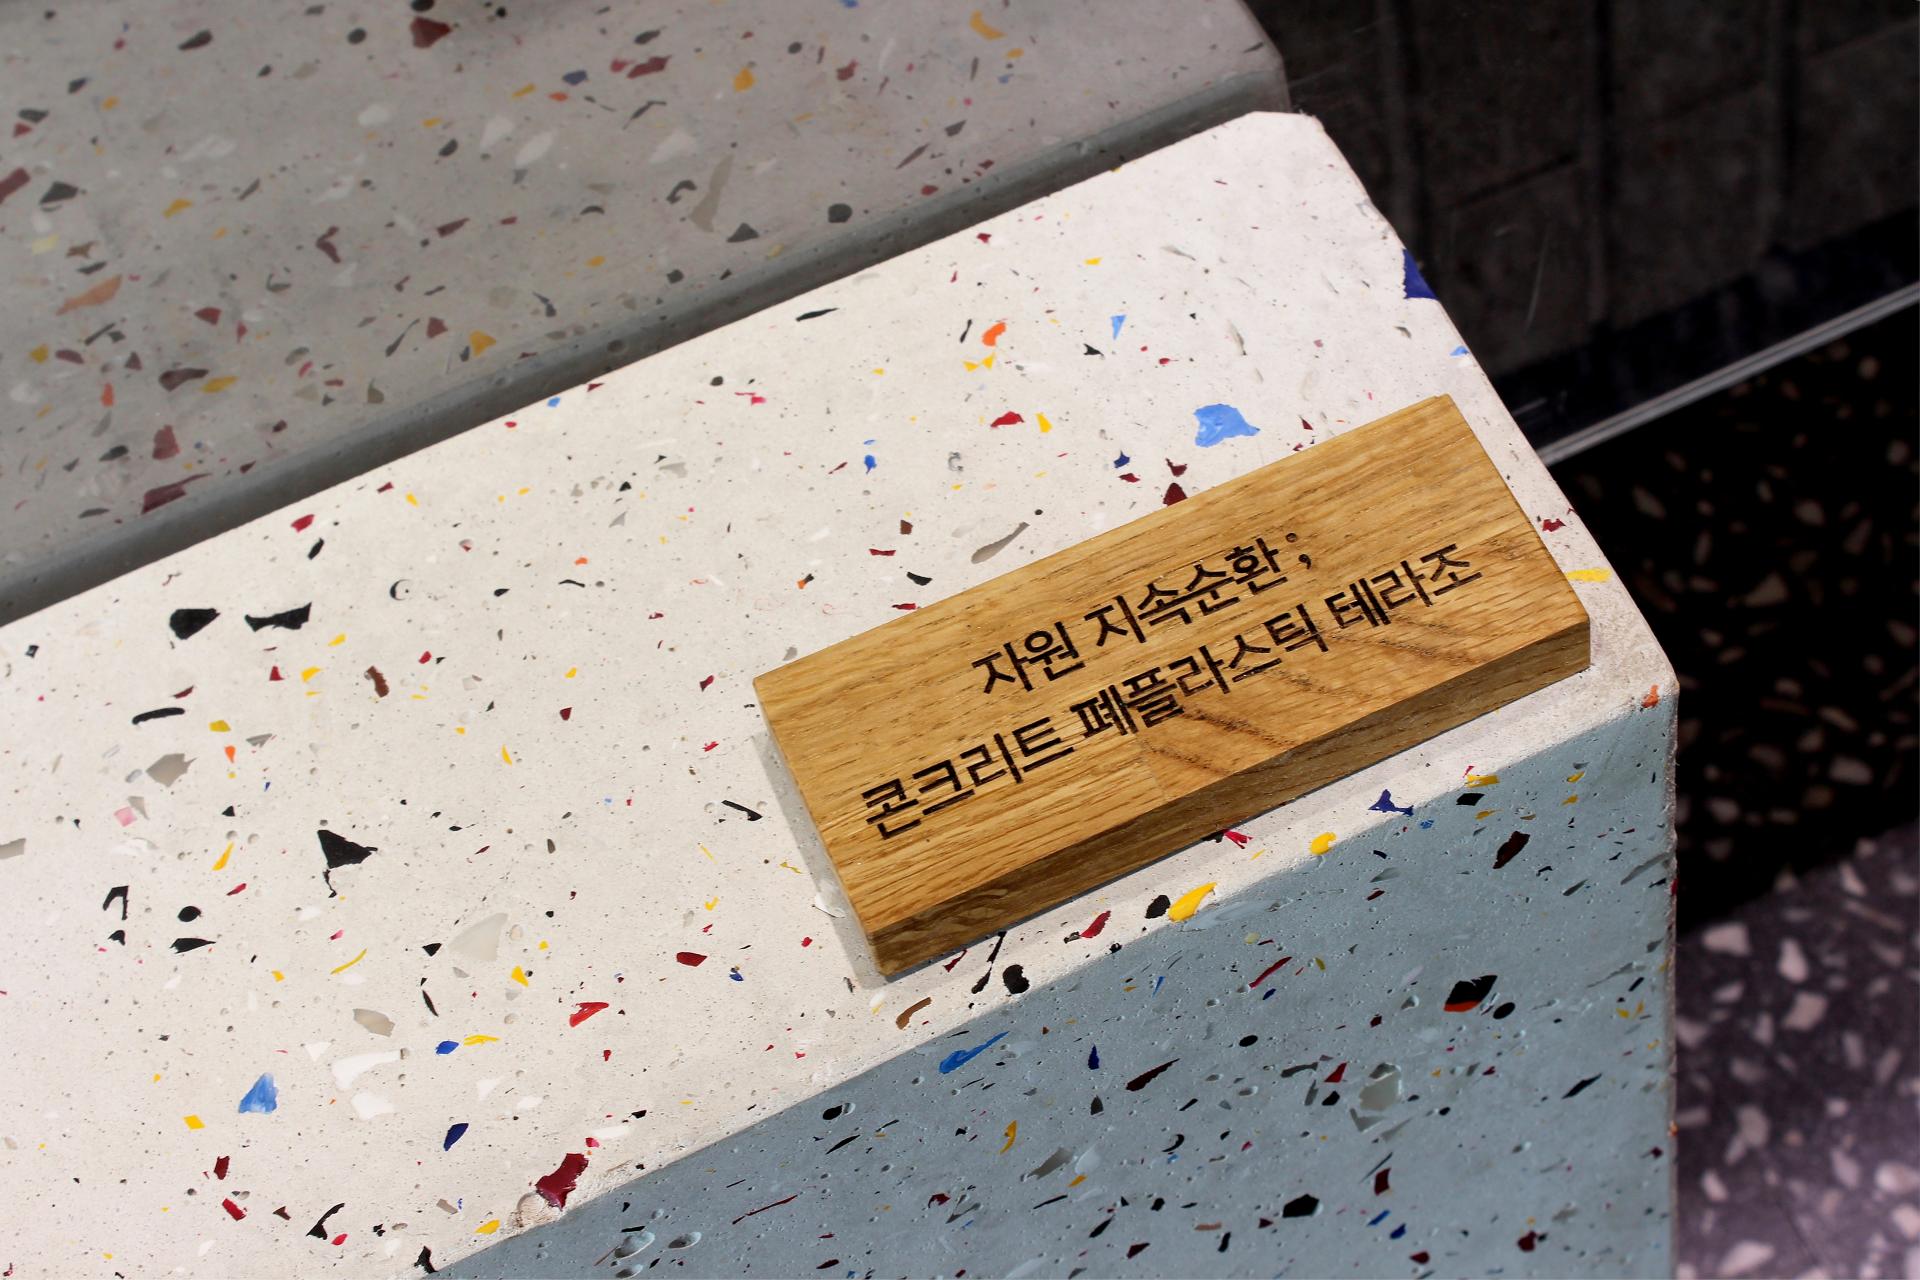 자원 지속순환 ;
콘크리트 폐플라스틱 테라조